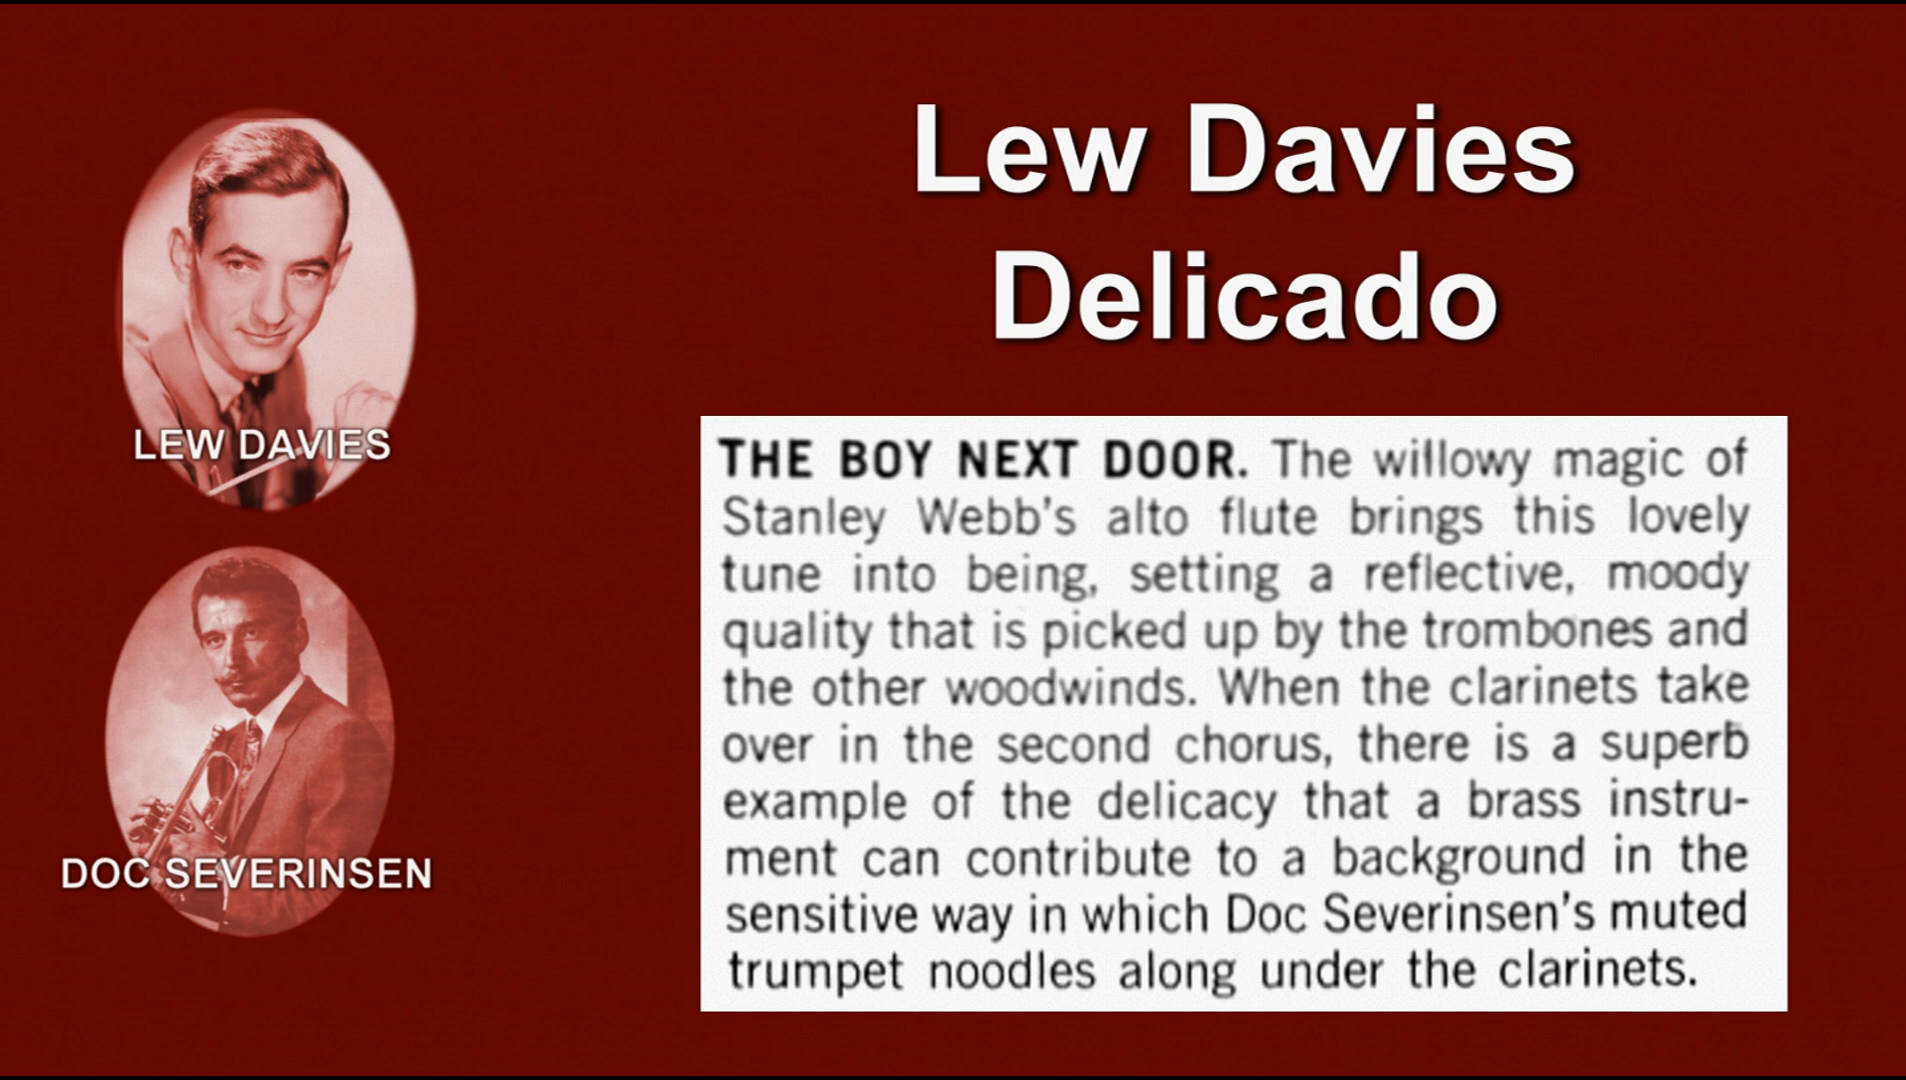 Lew Davies
Delicado
LEW DAVIES
DOC SEVERINSEN
THE BOY NEXT DOOR. The willowy magic of
Stanley Webb's alto flute brings this lovely
tune into being, setting a reflective, moody
quality that is picked up by the trombones and
the other woodwinds. When the clarinets take
over in the second chorus, there is a superb
example of the delicacy that a brass instru-
ment can contribute to a background in the
sensitive way in which Doc Severinsen's muted
trumpet noodles along under the clarinets.